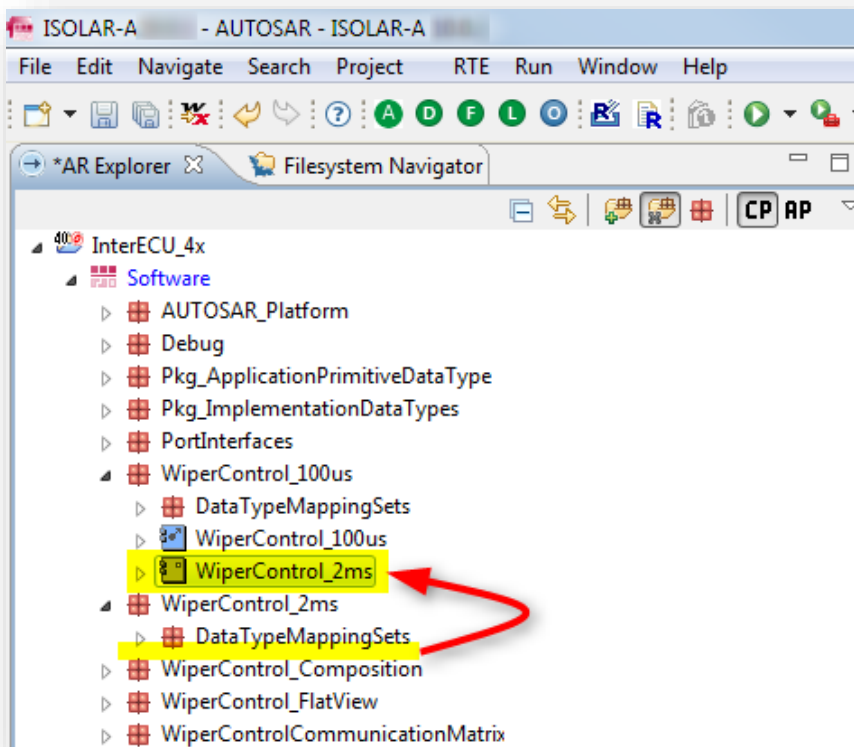 ISOLAR-A - AUTOSAR - ISOLAR-A
File Edit Navigate Search Project RTE Run Window Help
A D F L O
*AR Explorer Filesystem Navigator
CP AP
InterECU_4x
Software
AUTOSAR_Platform
Debug
Pkg_ApplicationPrimitiveDataType
Pkg_ImplementationDataTypes
PortInterfaces
WiperControl_100us
DataTypeMappingSets
WiperControl_100us
WiperControl_2ms
WiperControl_2ms
DataTypeMappingSets
WiperControl_Composition
WiperControl_FlatView
WiperControlCommunicationMatrix